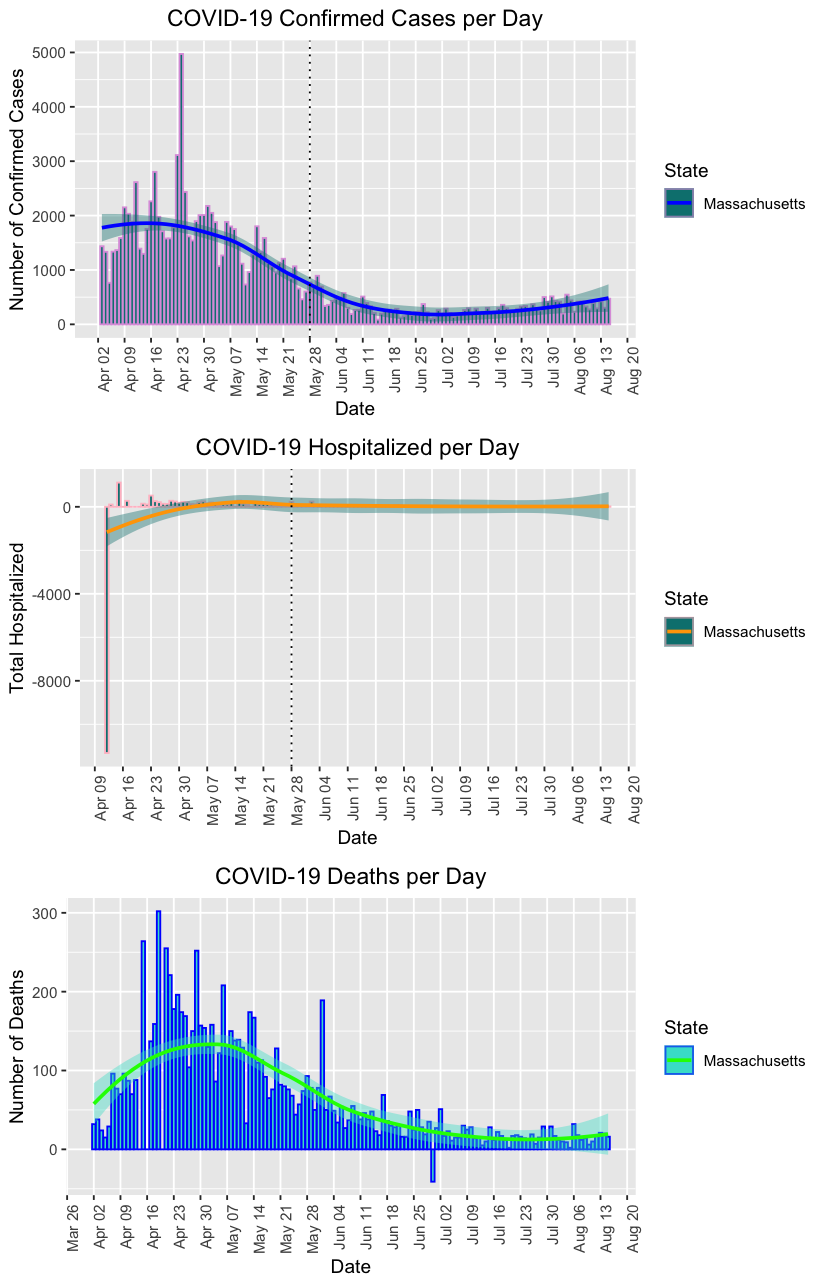 COVID-19 Confirmed Cases per Day
Number of Confirmed Cases
5000
4000
3000
2000
1000
0
Apr 02
Apr 09
Apr 16
Apr 23
Apr 30
May 07
May 14
May 21
May 28
Jun 04
Jun 11
Jun 18
Jun 25
Jul 02
Jul 09
Jul 16
Jul 23
Jul 30
Aug 06
Aug 13
Aug 20
Date
State
Massachusetts
COVID-19 Hospitalized per Day
Total Hospitalized
0
-4000
-8000
Apr 09
Apr 16
Apr 23
Apr 30
May 07
May 14
May 21
May 28
Jun 04
Jun 11
Jun 18
Jun 25
Jul 02
Jul 09
Jul 16
Jul 23
Jul 30
Aug 06
Aug 13
Aug 20
Date
State
Massachusetts
COVID-19 Deaths per Day
Number of Deaths
300
200
100
0
Mar 26
Apr 02
Apr 09
Apr 16
Apr 23
Apr 30
May 07
May 14
May 21
May 28
Jun 04
Jun 11
Jun 18
Jun 25
Jul 02
Jul 09
Jul 16
Jul 23
Jul 30
Aug 06
Aug 13
Aug 20
Date
State
Massachusetts